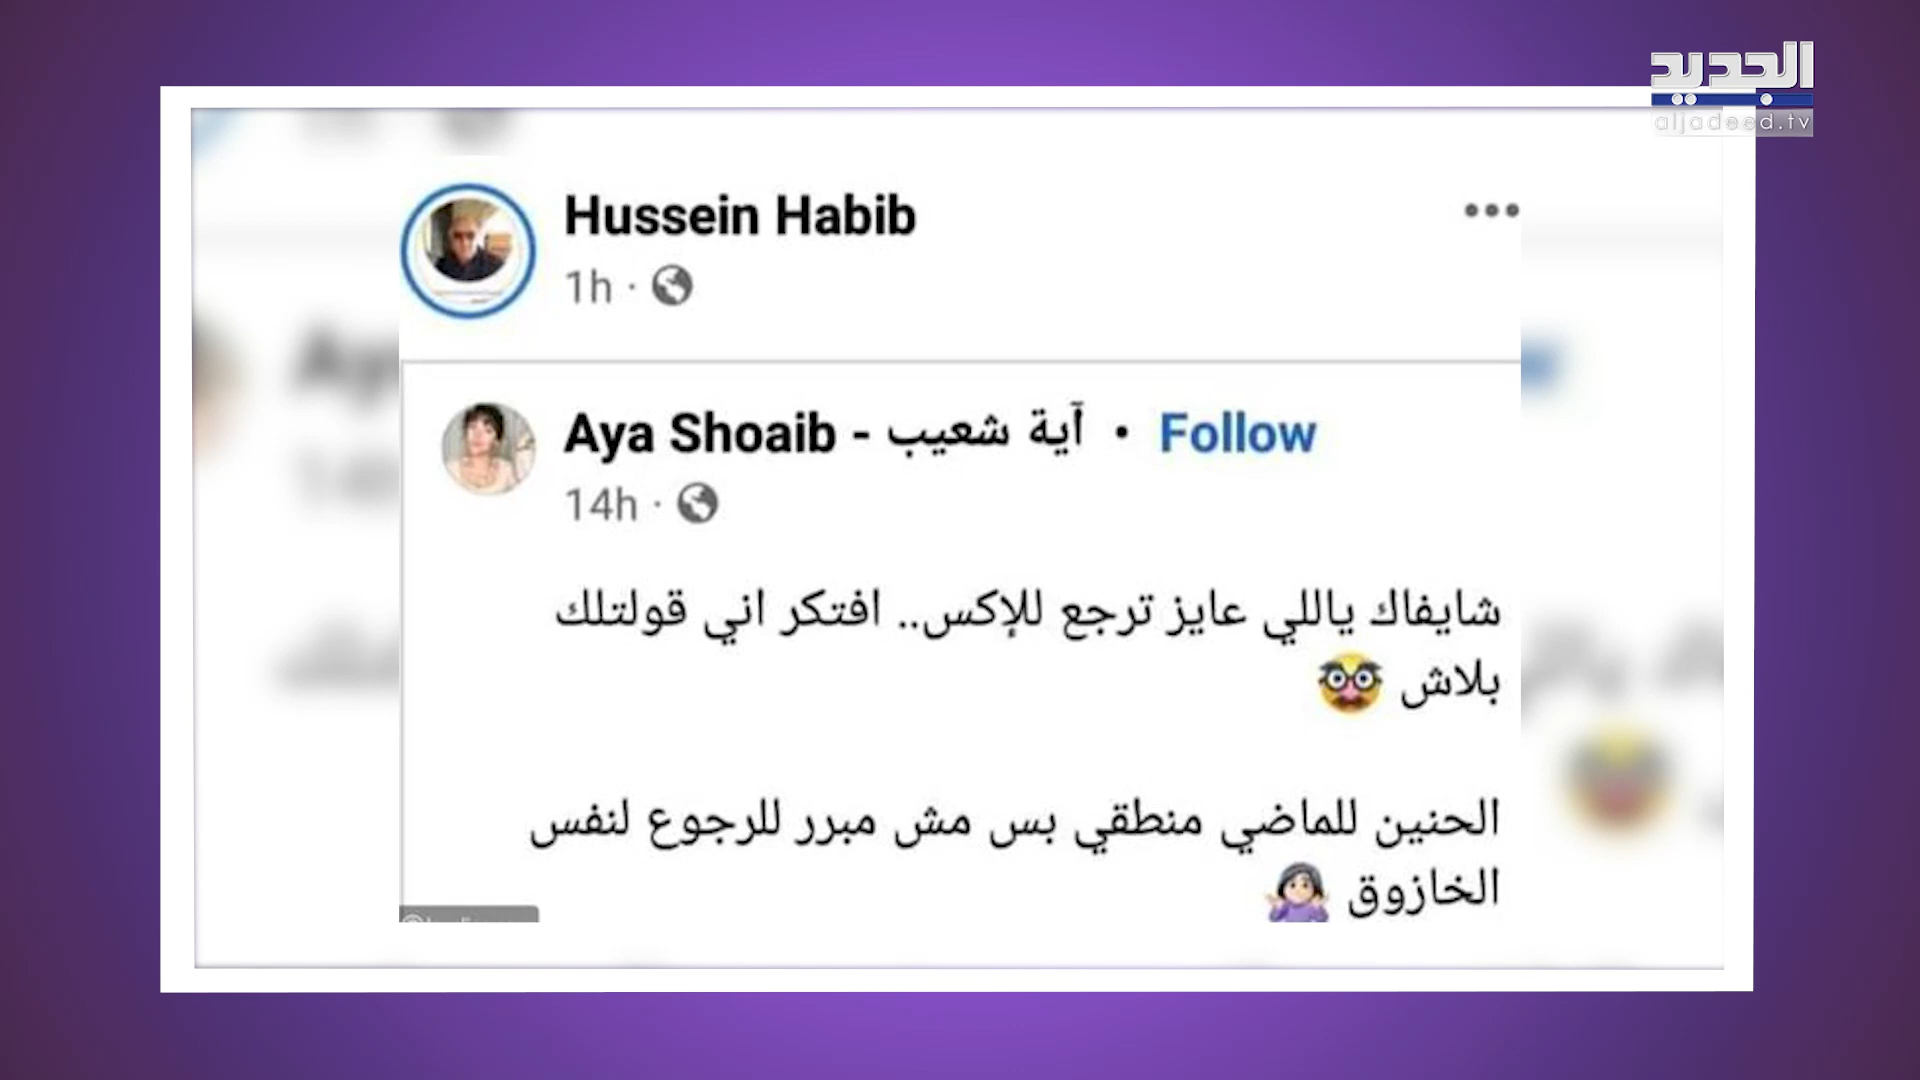 الجديد
aljadeed.tv
Hussein Habib
1h ·
Aya Shoaib - آية شعيب • Follow
14h ·
شايفاك ياللي عايز ترجع للإكس.. افتكر اني قولتلك
بلاش 🥸
الحنين للماضي منطقي بس مش مبرر للرجوع لنفس
الخازوق 🤷🏻‍♀️